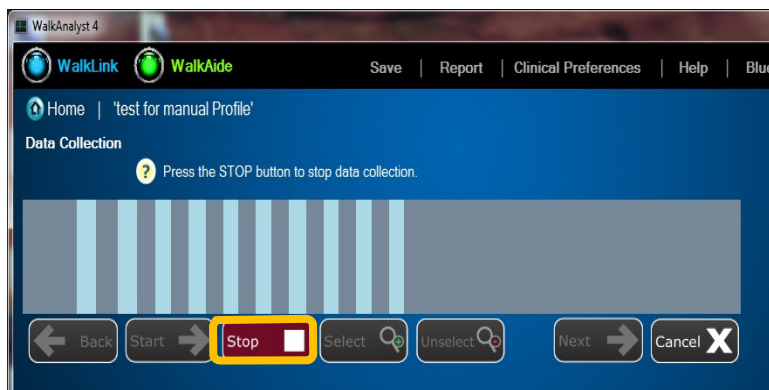 WalkAnalyst 4
WalkLink WalkAide Save | Report | Clinical Preferences | Help | Blue
Home | 'test for manual Profile'
Data Collection
? Press the STOP button to stop data collection.
Back Start Stop Select Unselect Next Cancel X